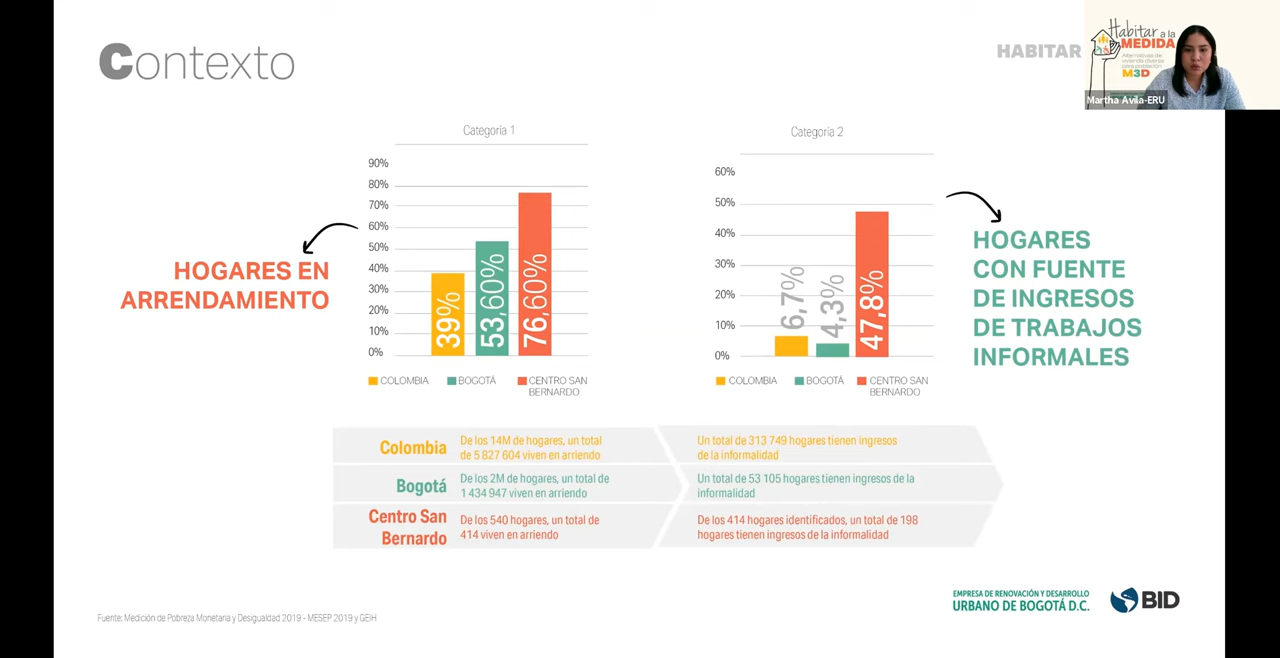 Contexto
HABITAR
Habitar a la
MEDIDA
Alternativas de
vivienda diversa
para población
M3D
Martha Avila-ERU
Categoría 1
90%
80%
70%
60%
50%
40%
30%
20%
10%
0%
39%
53,60%
76,60%
COLOMBIA
BOGOTÁ
CENTRO SAN
BERNARDO
HOGARES EN
ARRENDAMIENTO
Categoría 2
60%
50%
40%
30%
20%
10%
0%
6,7%
4,3%
47,8%
COLOMBIA
BOGOTÁ
CENTRO SAN
BERNARDO
HOGARES
CON FUENTE
DE INGRESOS
DE TRABAJOS
INFORMALES
Colombia
De los 14M de hogares, un total
de 5 827 604 viven en arriendo
Un total de 313 749 hogares tienen ingresos
de la informalidad
Bogotá
De los 2M de hogares, un total de
1 434 947 viven en arriendo
Un total de 53 105 hogares tienen ingresos de la
informalidad
Centro San
Bernardo
De los 540 hogares, un total de
414 viven en arriendo
De los 414 hogares identificados, un total de 198
hogares tienen ingresos de la informalidad
Fuente: Medición de Pobreza Monetaria y Desigualdad 2019 - MESEP 2019 y GEIH
EMPRESA DE RENOVACIÓN Y DESARROLLO
URBANO DE BOGOTÁ D.C.
BID